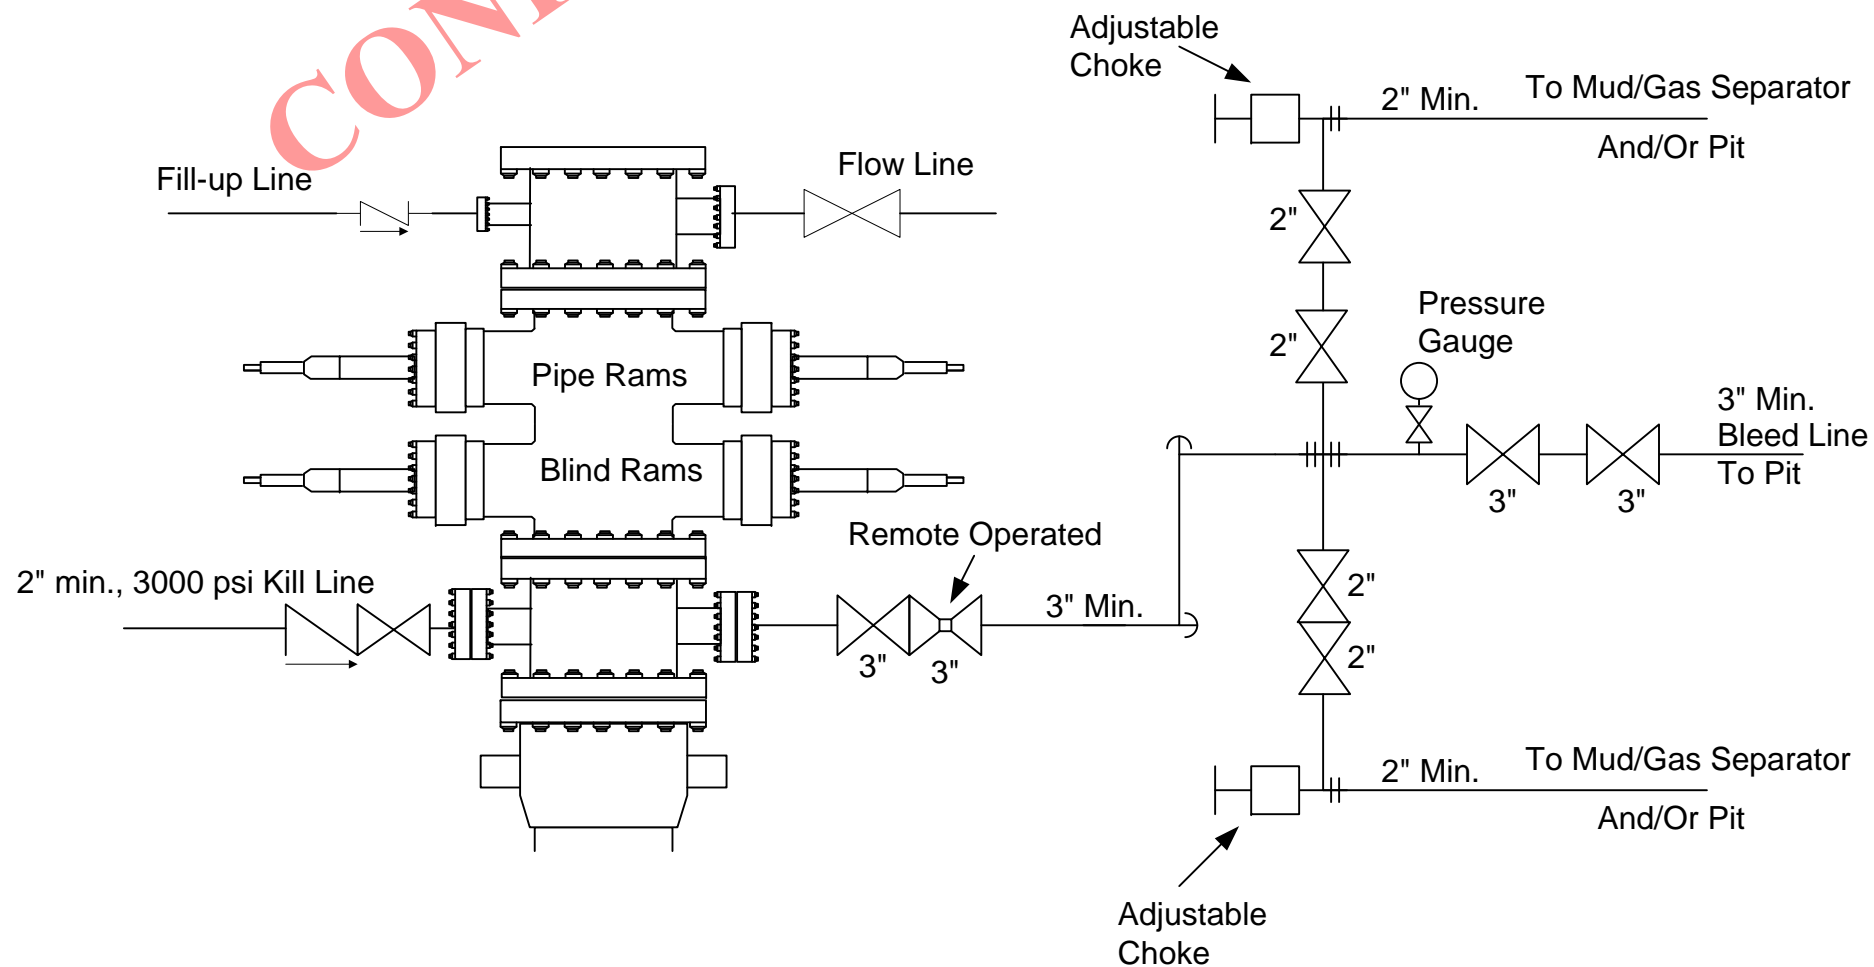 CON
Adjustable
Choke
2" Min.
To Mud/Gas Separator
And/Or Pit
Fill-up Line
Flow Line
2"
2"
Pressure
Gauge
Pipe Rams
3" Min.
Bleed Line
To Pit
Blind Rams
3"
3"
Remote Operated
2" min., 3000 psi Kill Line
3" Min.
3"
3"
2"
2"
2" Min.
To Mud/Gas Separator
And/Or Pit
Adjustable
Choke